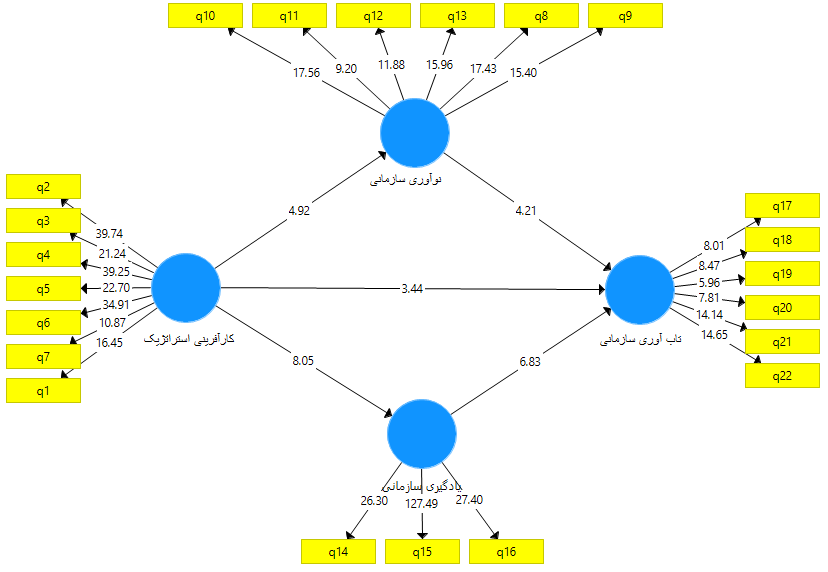 q10
q11
q12
q13
q8
q9
17.56
9.20
11.88
15.96
17.43
15.40
نوآوری سازمانی
q2
q3
q4
q5
q6
q7
q1
39.74
21.24
39.25
22.70
34.91
10.87
16.45
کارآفرینی استراتژیک
4.92
4.21
3.44
8.05
6.83
q17
q18
q19
q20
q21
q22
8.01
8.47
5.96
7.81
14.14
14.65
تاب آوری سازمانی
یادگیری سازمانی
26.30
127.49
27.40
q14
q15
q16